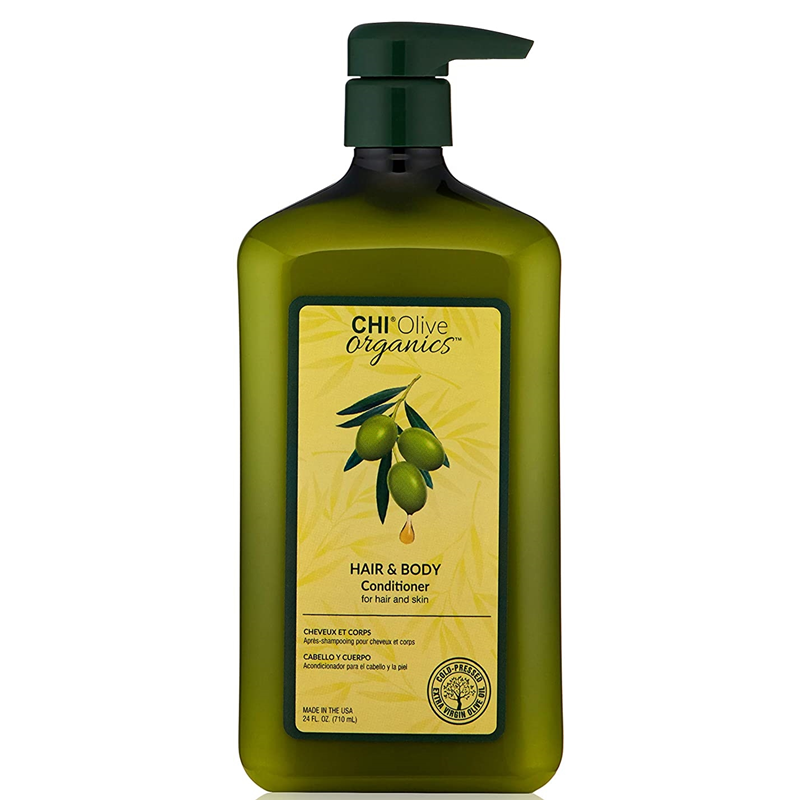 CHI® Olive
organics™
HAIR & BODY
Conditioner
for hair and skin
CHEVEUX ET CORPS
Après-shampooing pour cheveux et corps
CABELLO Y CUERPO
Acondicionador para el cabello y la piel
MADE IN THE USA
24 FL. OZ. (710 mL)
COLD-PRESSED
EXTRA VIRGIN OLIVE OIL